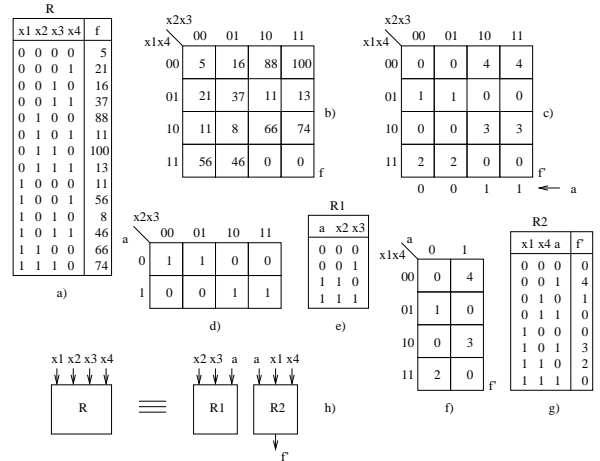 R
x1 x2 x3 x4 f
0 0 0 0 5
0 0 0 1 21
0 0 1 0 16
0 0 1 1 37
0 1 0 0 88
0 1 0 1 11
0 1 1 0 100
0 1 1 1 13
1 0 0 0 11
1 0 0 1 56
1 0 1 0 8
1 0 1 1 46
1 1 0 0 66
1 1 1 0 74
a)
x2x3
x1x4
00 01 10 11
00 5 16 88 100
01 21 37 11 13
10 11 8 66 74
11 56 46 0 0
f
b)
x2x3
x1x4
00 01 10 11
00 0 0 4 4
01 1 1 0 0
10 0 0 3 3
11 2 2 0 0
f'
0 0 1 1 a
c)
x2x3
a
00 01 10 11
0 1 1 0 0
1 0 0 1 1
d)
R1
a x2 x3
0 0 0
0 0 1
1 1 0
1 1 1
e)
a
x1x4
0 1
00 0 4
01 1 0
10 0 3
11 2 0
f'
f)
R2
x1 x4 a f'
0 0 0 0
0 0 1 4
0 1 0 1
0 1 1 0
1 0 0 0
1 0 1 3
1 1 0 2
1 1 1 0
g)
x1 x2 x3 x4
R
x2 x3 a
R1
a x1 x4
R2
f'
h)